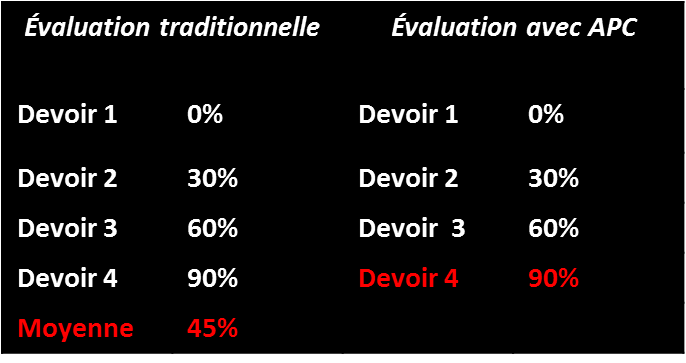 Évaluation traditionnelle Évaluation avec APC
Devoir 1 0% Devoir 1 0%
Devoir 2 30% Devoir 2 30%
Devoir 3 60% Devoir 3 60%
Devoir 4 90% Devoir 4 90%
Moyenne 45%